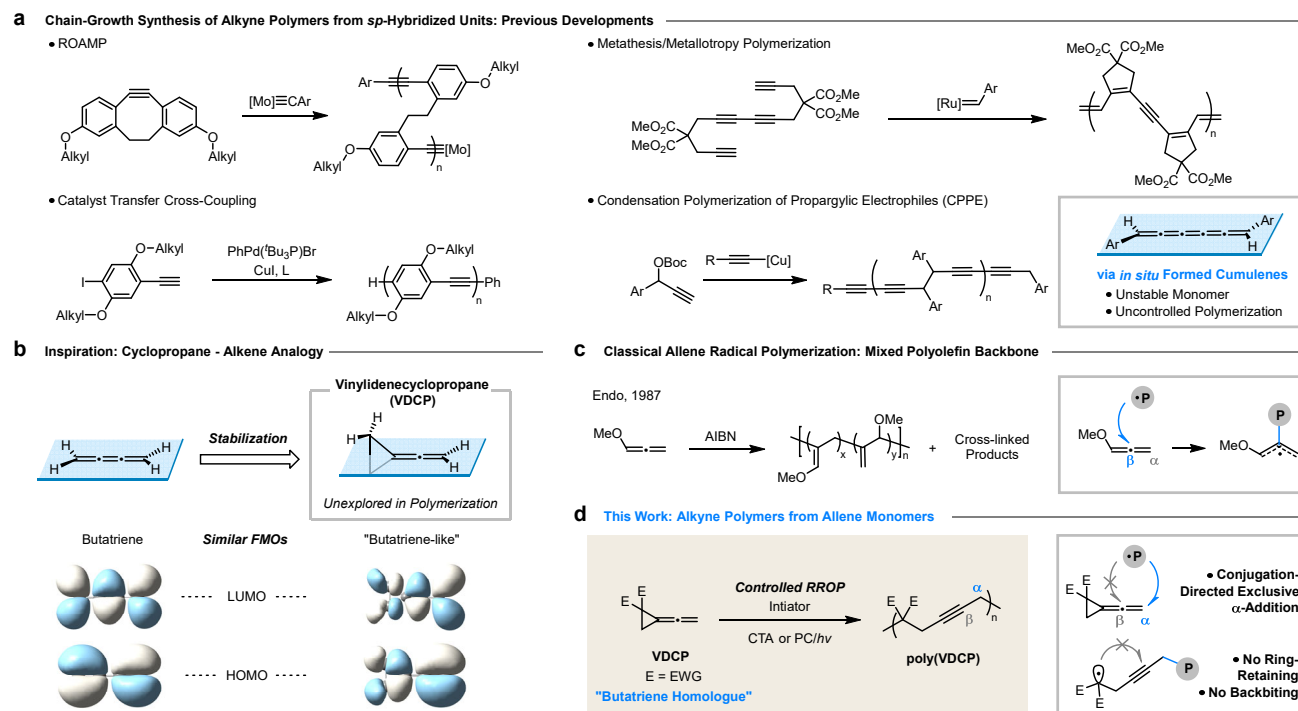 a Chain-Growth Synthesis of Alkyne Polymers from sp-Hybridized Units: Previous Developments
• ROAMP
O
Alkyl
O
Alkyl
[Mo]≡CAr
Ar
O
Alkyl
O
Alkyl
[Mo]
n
• Metathesis/Metallotropy Polymerization
CO2Me
CO2Me
MeO2C
MeO2C
[Ru]
Ar
MeO2C
CO2Me
n
MeO2C
CO2Me
• Catalyst Transfer Cross-Coupling
O–Alkyl
I
Alkyl–O
PhPd(tBu3P)Br
CuI, L
O–Alkyl
H
Ph
n
Alkyl–O
• Condensation Polymerization of Propargylic Electrophiles (CPPE)
OBoc
Ar
R
[Cu]
R
Ar
Ar
n
Ar
H
Ar
Ar
H
via in situ Formed Cumulenes
• Unstable Monomer
• Uncontrolled Polymerization
b Inspiration: Cyclopropane - Alkene Analogy
H
H
H
H
Stabilization
Vinylidenecyclopropane
(VDCP)
H
H
H
H
Unexplored in Polymerization
Butatriene
Similar FMOs
"Butatriene-like"
LUMO
HOMO
c Classical Allene Radical Polymerization: Mixed Polyolefin Backbone
Endo, 1987
MeO
AIBN
OMe
x
y
n
MeO
+
Cross-linked
Products
•P
MeO
β
α
P
MeO
d This Work: Alkyne Polymers from Allene Monomers
E
E
VDCP
E = EWG
"Butatriene Homologue"
Controlled RROP
Intiator
CTA or PC/hv
E
E
α
β
n
poly(VDCP)
•P
E
E
β
α
• Conjugation-
Directed Exclusive
α-Addition
E
E
P
• No Ring-
Retaining
• No Backbiting